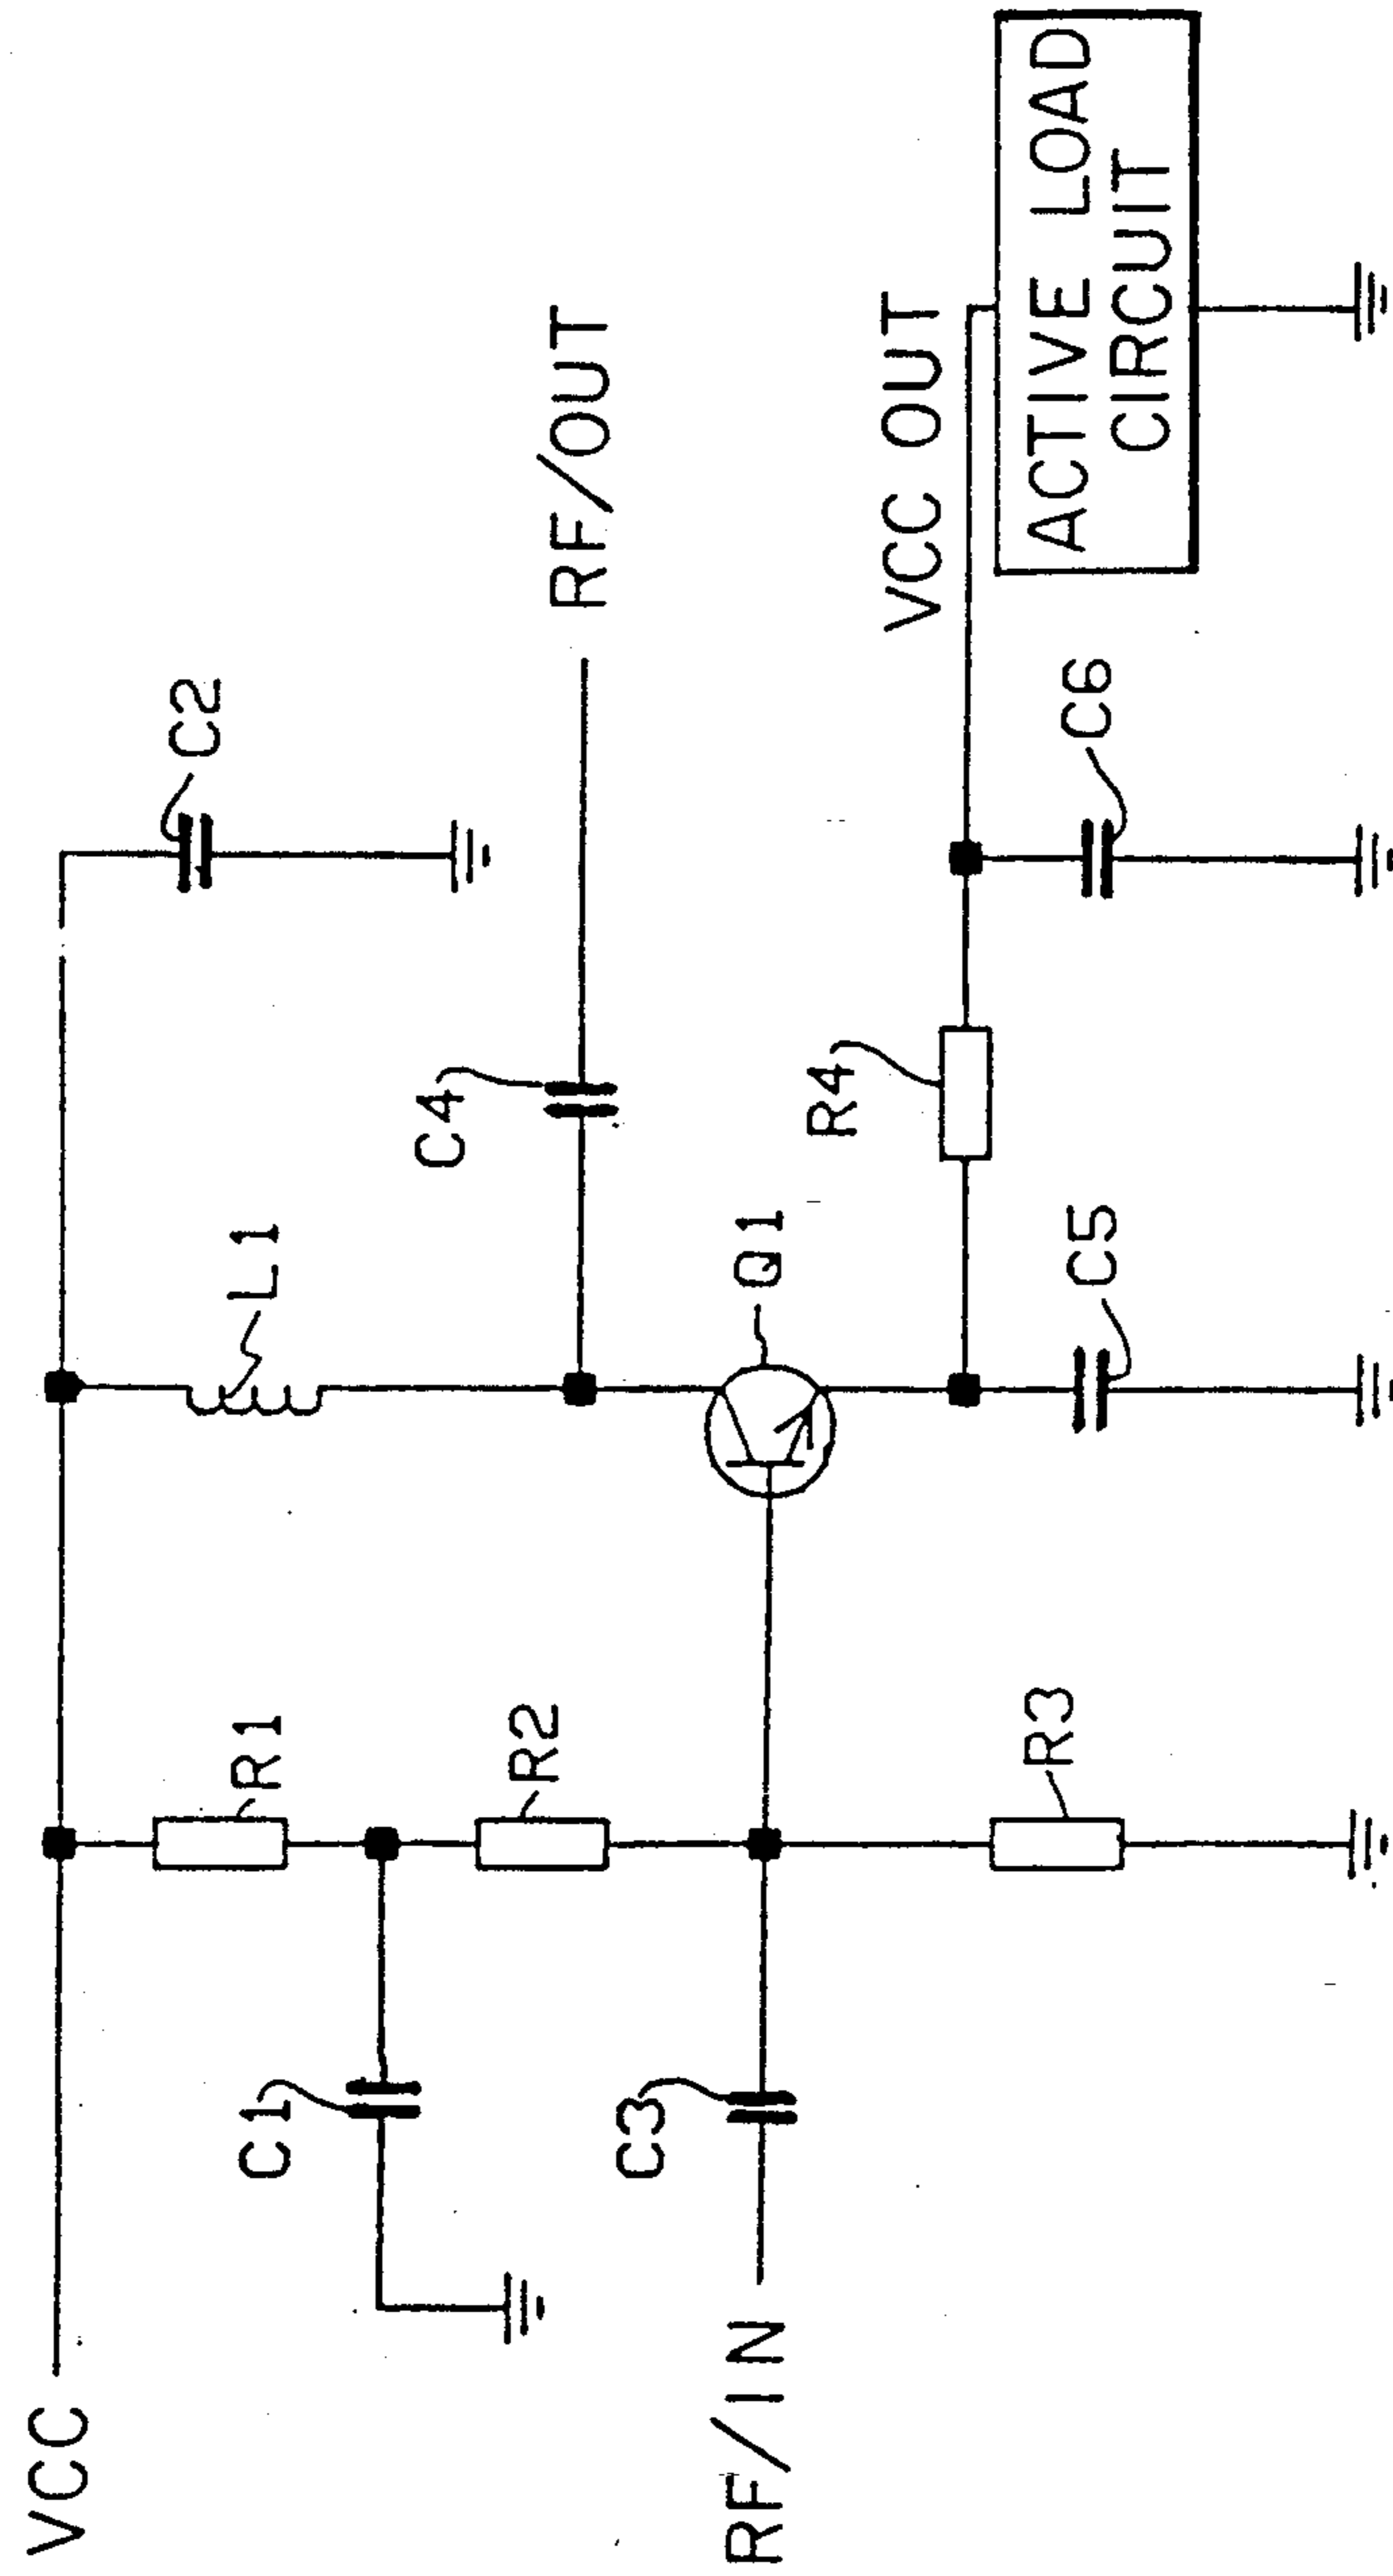 VCC
C2
L1
R1
C1
C4
RF/OUT
R2
C3
RF/IN
Q1
R4
VCC OUT
R3
C5
C6
ACTIVE LOAD
CIRCUIT